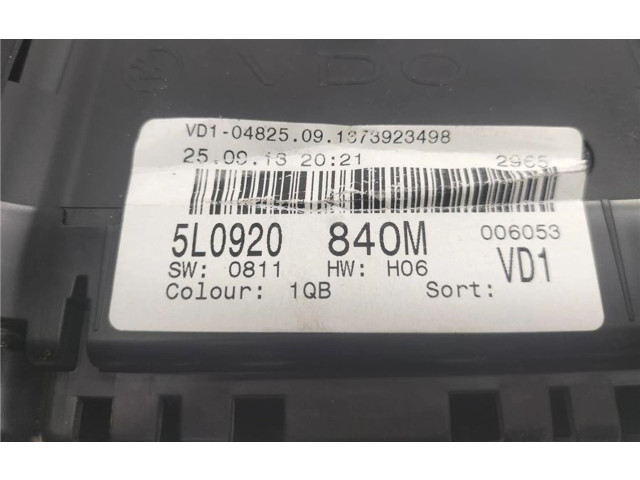 VDO
VD1-04825.09.1373923498
25.09.13 20:21 2965
5L0920 840M 006053
SW: 0811 HW: H06 VD1
Colour: 1QB Sort: